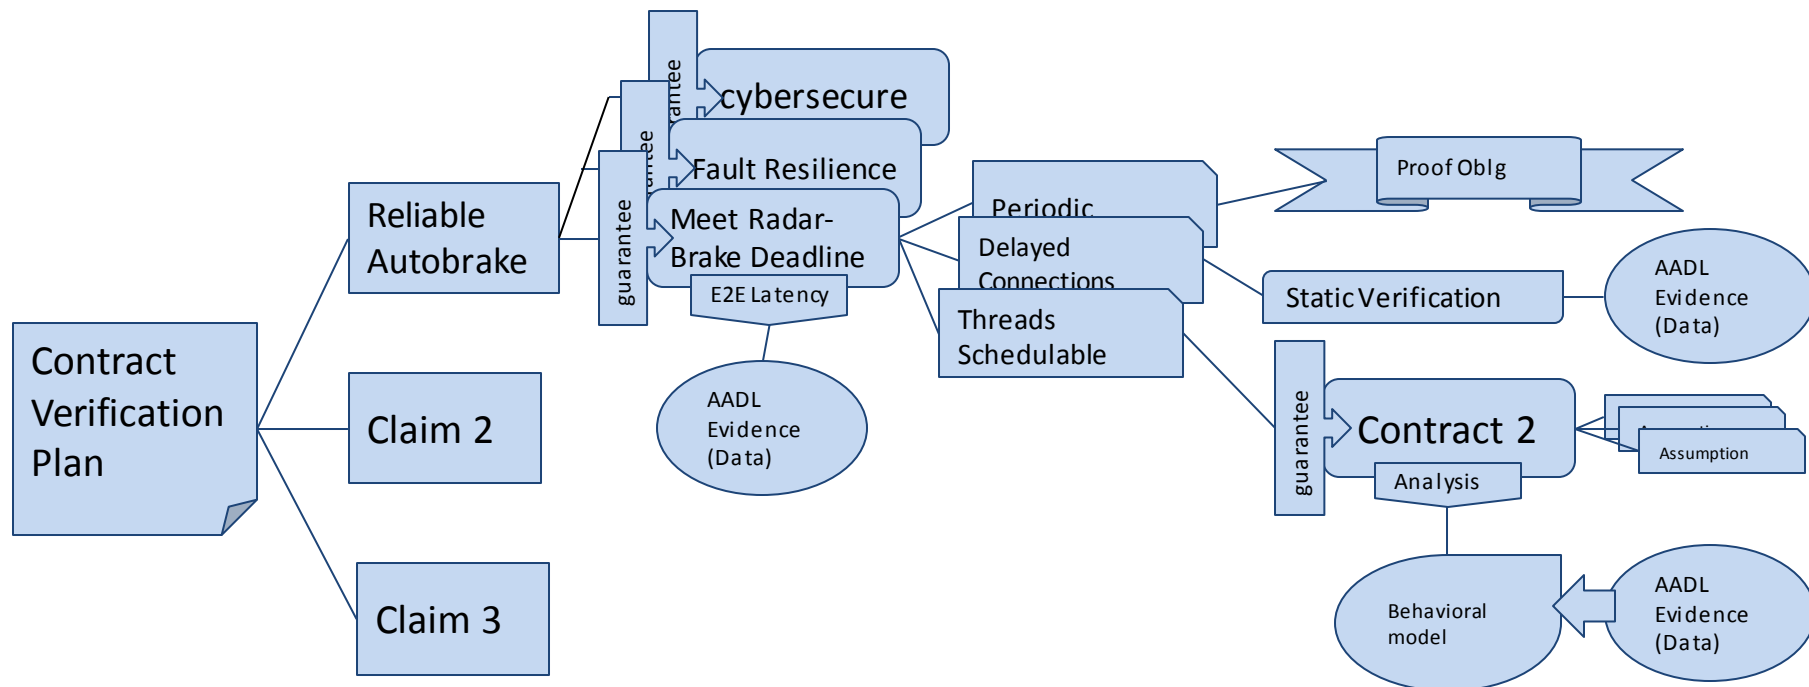 Contract
Verification
Plan
Reliable
Autobrake
Claim 2
Claim 3
guarantee
cybersecure
Fault Resilience
Meet Radar-
Brake Deadline
E2E Latency
AADL
Evidence
(Data)
Periodic
Delayed
Connections
Threads
Schedulable
Proof Oblg
Static Verification
AADL
Evidence
(Data)
guarantee
Contract 2
Analysis
Assumption
Behavioral
model
AADL
Evidence
(Data)